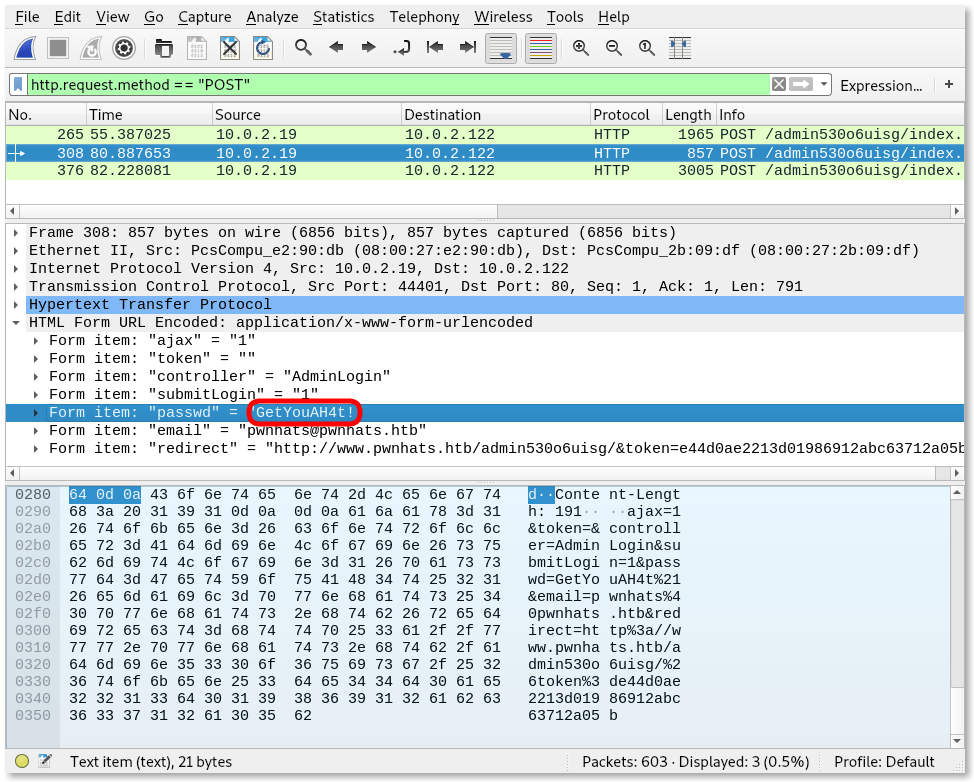 File Edit View Go Capture Analyze Statistics Telephony Wireless Tools Help
http.request.method == "POST" Expression... +
No. Time Source Destination Protocol Length Info
265 55.387025 10.0.2.19 10.0.2.122 HTTP 1965 POST /admin530o6uisg/index.
308 80.887653 10.0.2.19 10.0.2.122 HTTP 857 POST /admin530o6uisg/index.
376 82.228081 10.0.2.19 10.0.2.122 HTTP 3005 POST /admin530o6uisg/index.
Frame 308: 857 bytes on wire (6856 bits), 857 bytes captured (6856 bits)
Ethernet II, Src: PcsCompu_e2:90:db (08:00:27:e2:90:db), Dst: PcsCompu_2b:09:df (08:00:27:2b:09:df)
Internet Protocol Version 4, Src: 10.0.2.19, Dst: 10.0.2.122
Transmission Control Protocol, Src Port: 44401, Dst Port: 80, Seq: 1, Ack: 1, Len: 791
Hypertext Transfer Protocol
HTML Form URL Encoded: application/x-www-form-urlencoded
Form item: "ajax" = "1"
Form item: "token" = ""
Form item: "controller" = "AdminLogin"
Form item: "submitLogin" = "1"
Form item: "passwd" = "GetYouAH4t!
Form item: "email" = "pwnhats@pwnhats.htb"
Form item: "redirect" = "http://www.pwnhats.htb/admin530o6uisg/&token=e44d0ae2213d01986912abc63712a05b
0280 64 0d 0a 43 6f 6e 74 65 6e 74 2d 4c 65 6e 67 74 d··Conte nt-Lengt
0290 68 3a 20 31 39 31 0d 0a 0d 0a 61 6a 61 78 3d 31 h: 191·· ··ajax=1
02a0 26 74 6f 6b 65 6e 3d 26 63 6f 6e 74 72 6f 6c 6c &token=& controll
02b0 65 72 3d 41 64 6d 69 6e 4c 6f 67 69 6e 26 73 75 er=Admin Login&su
02c0 62 6d 69 74 4c 6f 67 69 6e 3d 31 26 70 61 73 73 bmitLogi n=1&pass
02d0 77 64 3d 47 65 74 59 6f 75 41 48 34 74 25 32 31 wd=GetYo uAH4t%21
02e0 26 65 6d 61 69 6c 3d 70 77 6e 68 61 74 73 25 34 &email=p wnhats%4
02f0 30 70 77 6e 68 61 74 73 2e 68 74 62 26 72 65 64 0pwnhats .htb&red
0300 69 72 65 63 74 3d 68 74 74 70 25 33 61 2f 2f 77 irect=ht tp%3a//w
0310 77 77 2e 70 77 6e 68 61 74 73 2e 68 74 62 2f 61 ww.pwnha ts.htb/a
0320 64 6d 69 6e 35 33 30 6f 36 75 69 73 67 2f 25 32 dmin530o 6uisg/%2
0330 36 74 6f 6b 65 6e 25 33 64 65 34 34 64 30 61 65 6token%3 de44d0ae
0340 32 32 31 33 64 30 31 39 38 36 39 31 32 61 62 63 2213d019 86912abc
0350 36 33 37 31 32 61 30 35 62 63712a05 b
Text item (text), 21 bytes Packets: 603 · Displayed: 3 (0.5%) Profile: Default